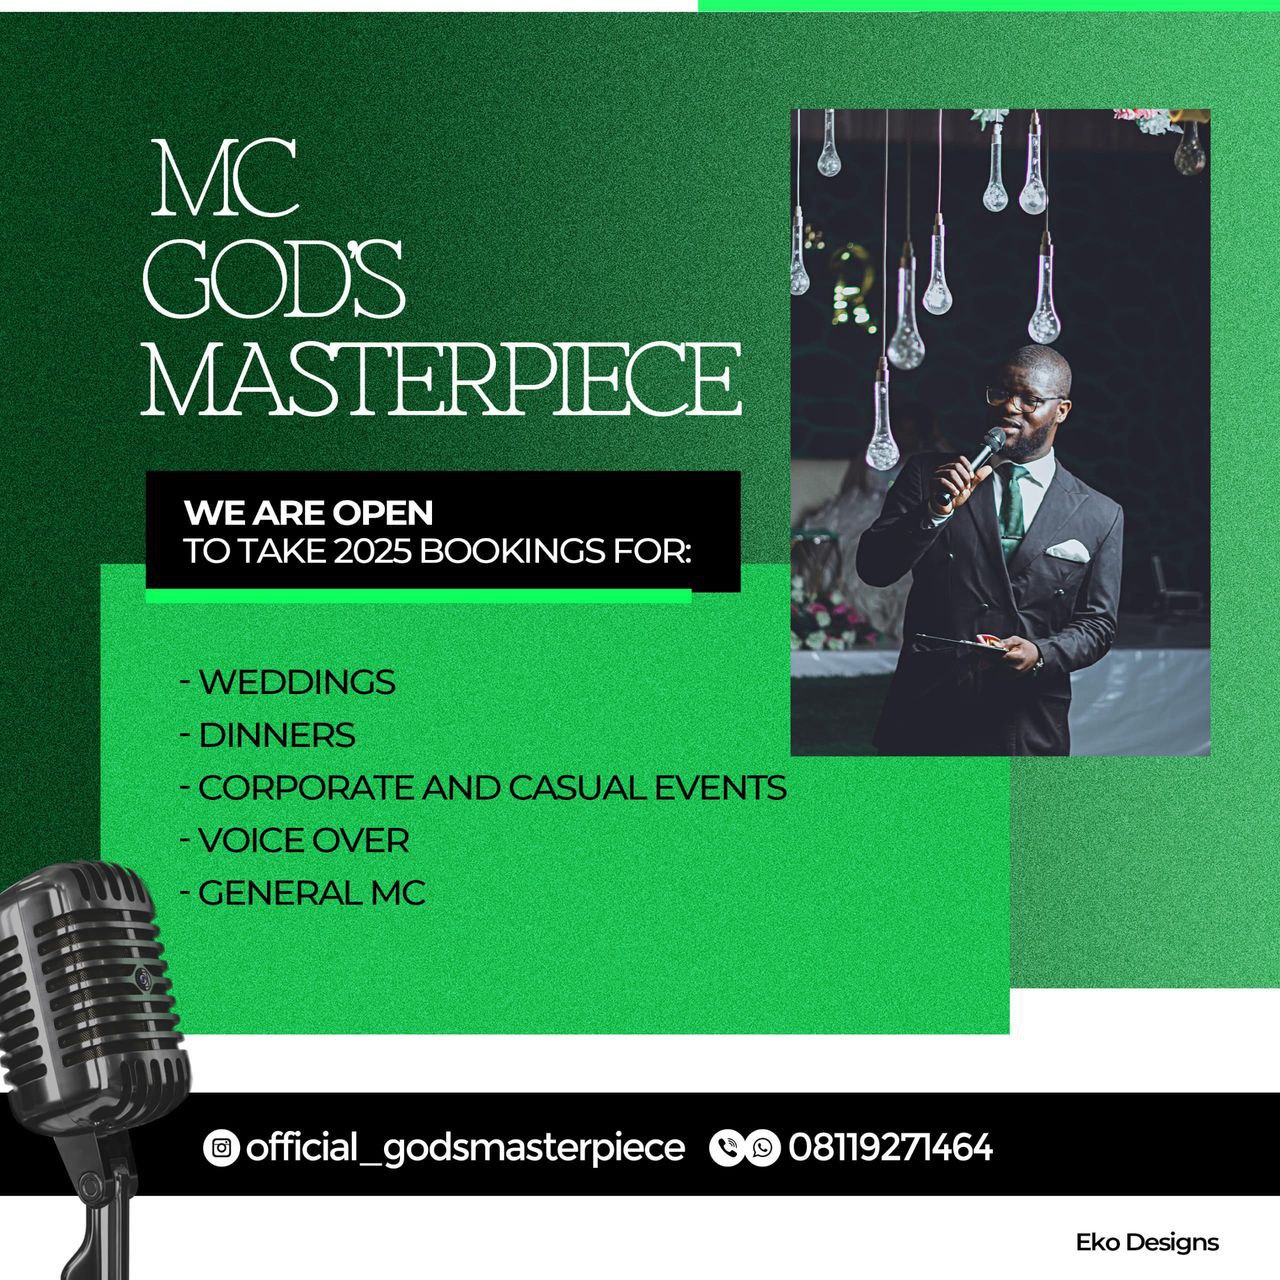 MC
GOD'S
MASTERPIECE
WE ARE OPEN
TO TAKE 2025 BOOKINGS FOR:
- WEDDINGS
- DINNERS
- CORPORATE AND CASUAL EVENTS
- VOICE OVER
- GENERAL MC
official_godsmasterpiece 08119271464
Eko Designs